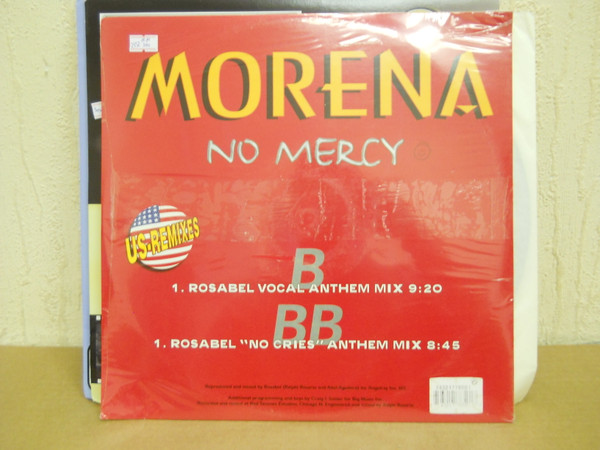 MORENA
NO MERCY
US-REMIXES
B
1. ROSABEL VOCAL ANTHEM MIX 9:20
BB
1. ROSABEL "NO CRIES" ANTHEM MIX 8:45